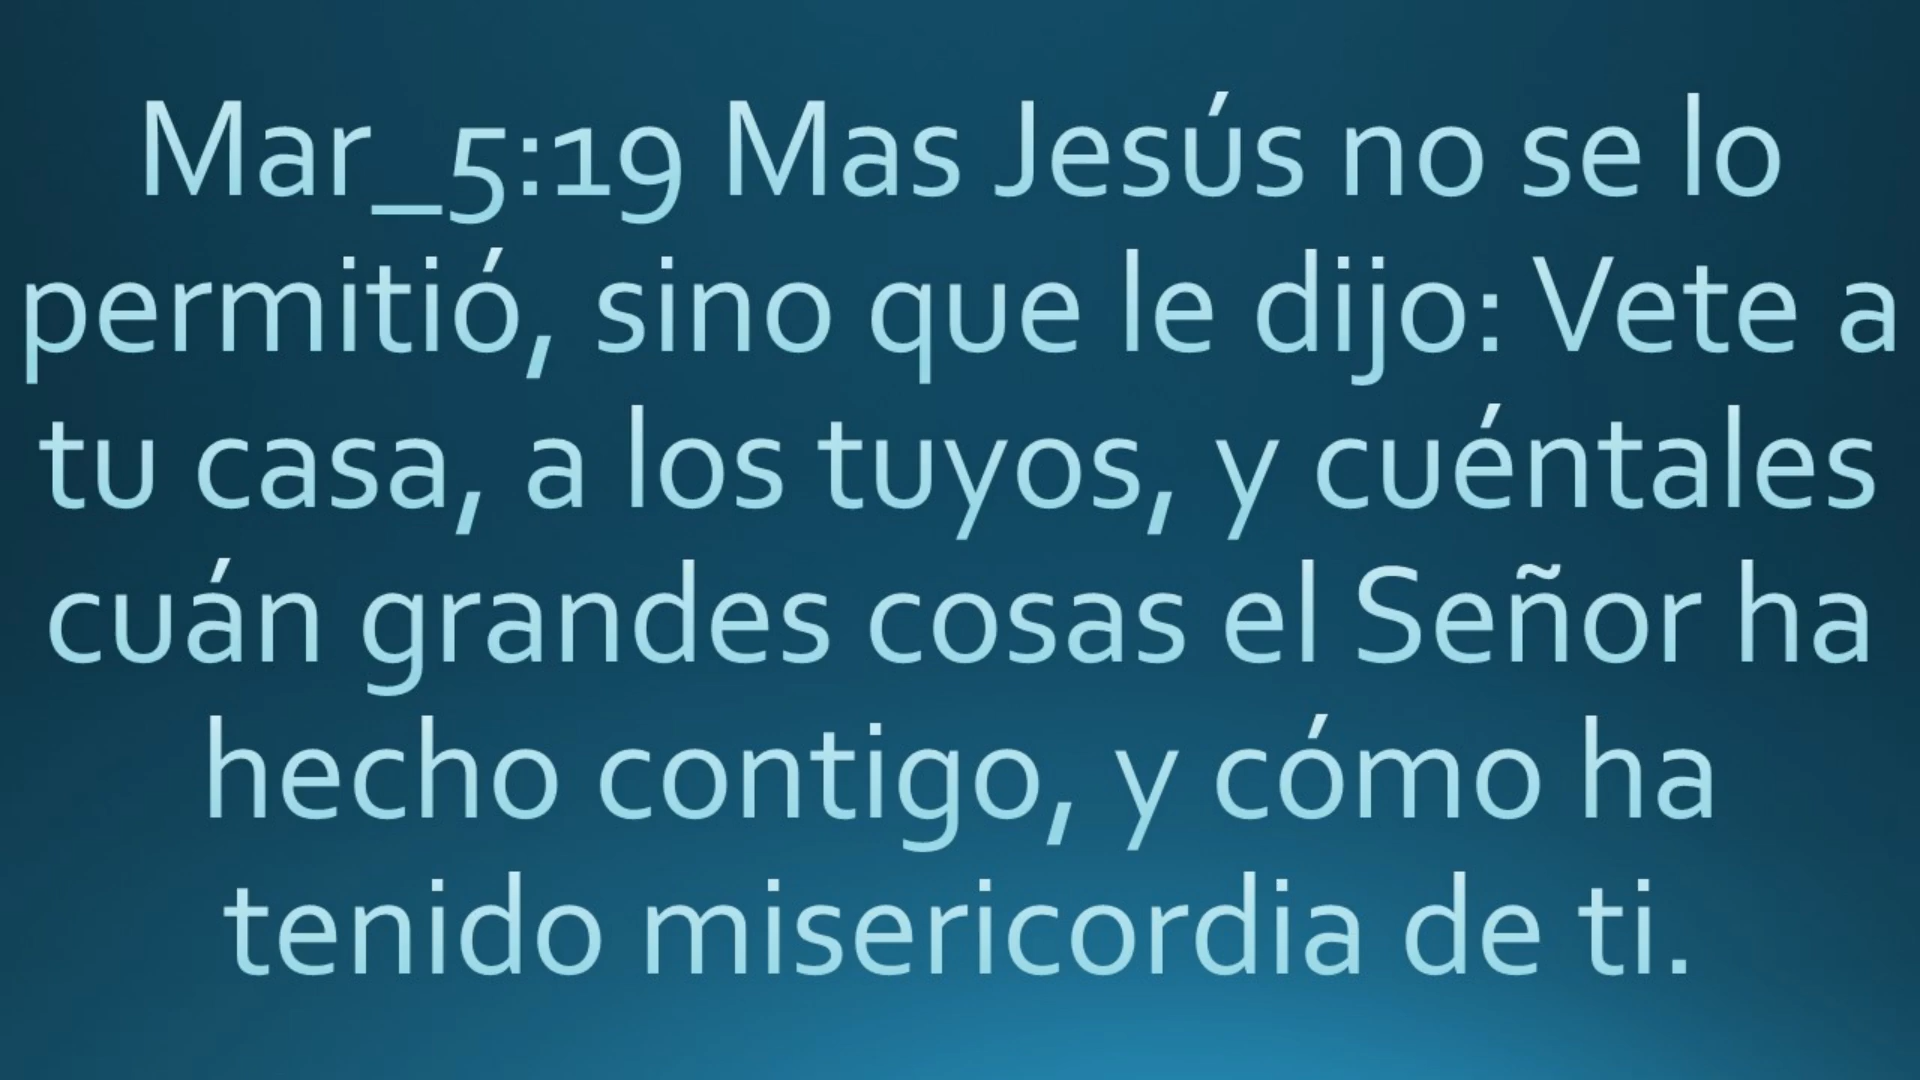 Mar_5:19 Mas Jesús no se lo
permitió, sino que le dijo: Vete a
tu casa, a los tuyos, y cuéntales
cuán grandes cosas el Señor ha
hecho contigo, y cómo ha
tenido misericordia de ti.